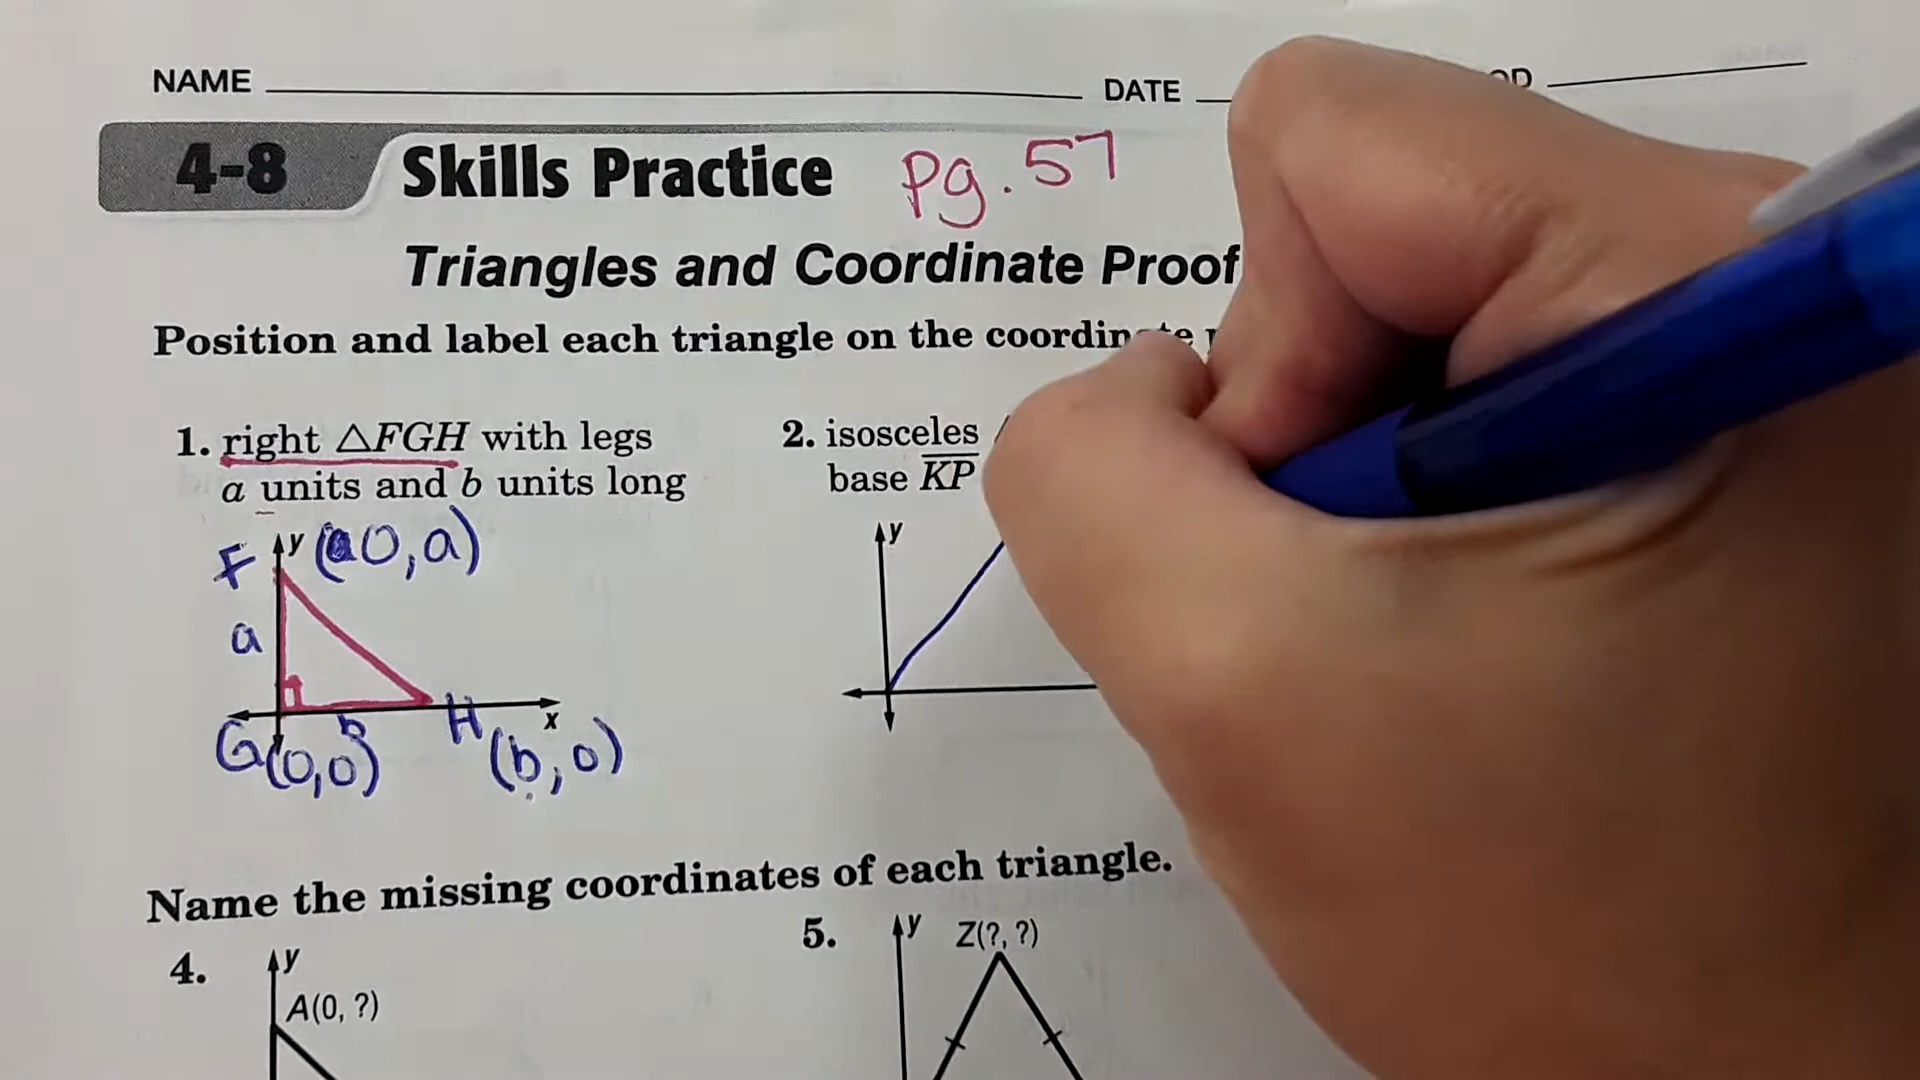 NAME DATE
4-8 Skills Practice pg. 57
Triangles and Coordinate Proof
Position and label each triangle on the
1. right △FGH with legs
a units and b units long
2. isosceles
base KP
F y (0, a)
a
x
G(0,0) b H (b, 0)
y
Name the missing coordinates of each triangle.
4. y
A(0, ?)
5. y Z(?, ?)